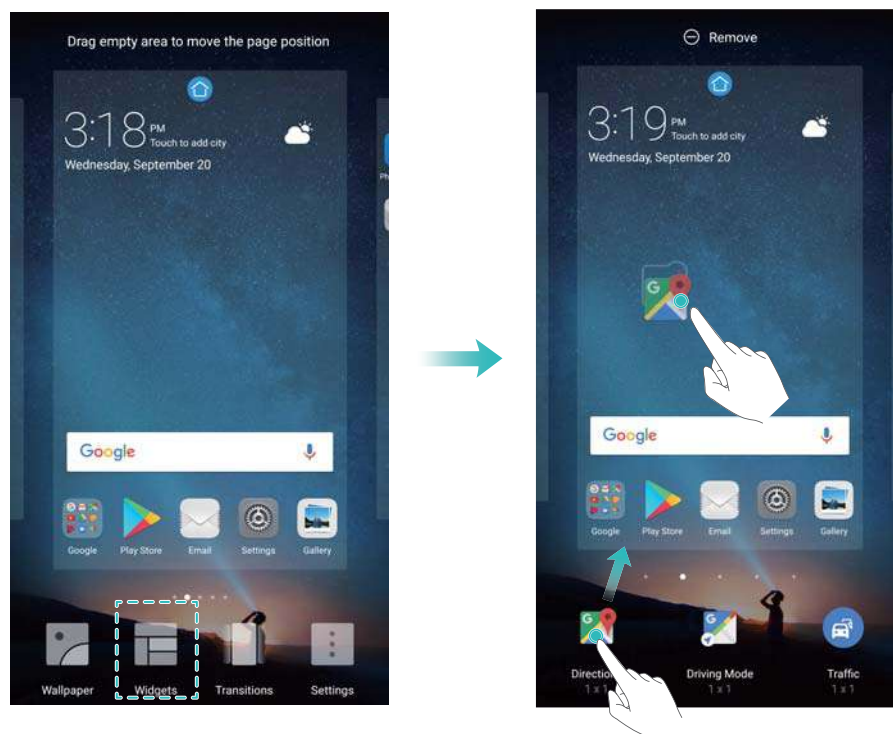 Drag empty area to move the page position
3:18 PM
Touch to add city
Wednesday, September 20
Ph
Google
Google
Play Store
Email
Settings
Gallery
Wallpaper
Widgets
Transitions
Settings
Remove
3:19 PM
Touch to add city
Wednesday, September 20
G
Google
Google
Play Store
Email
Settings
Gallery
G
G
Direction
Driving Mode
Traffic
1 x 1
1 x 1
1 x 1